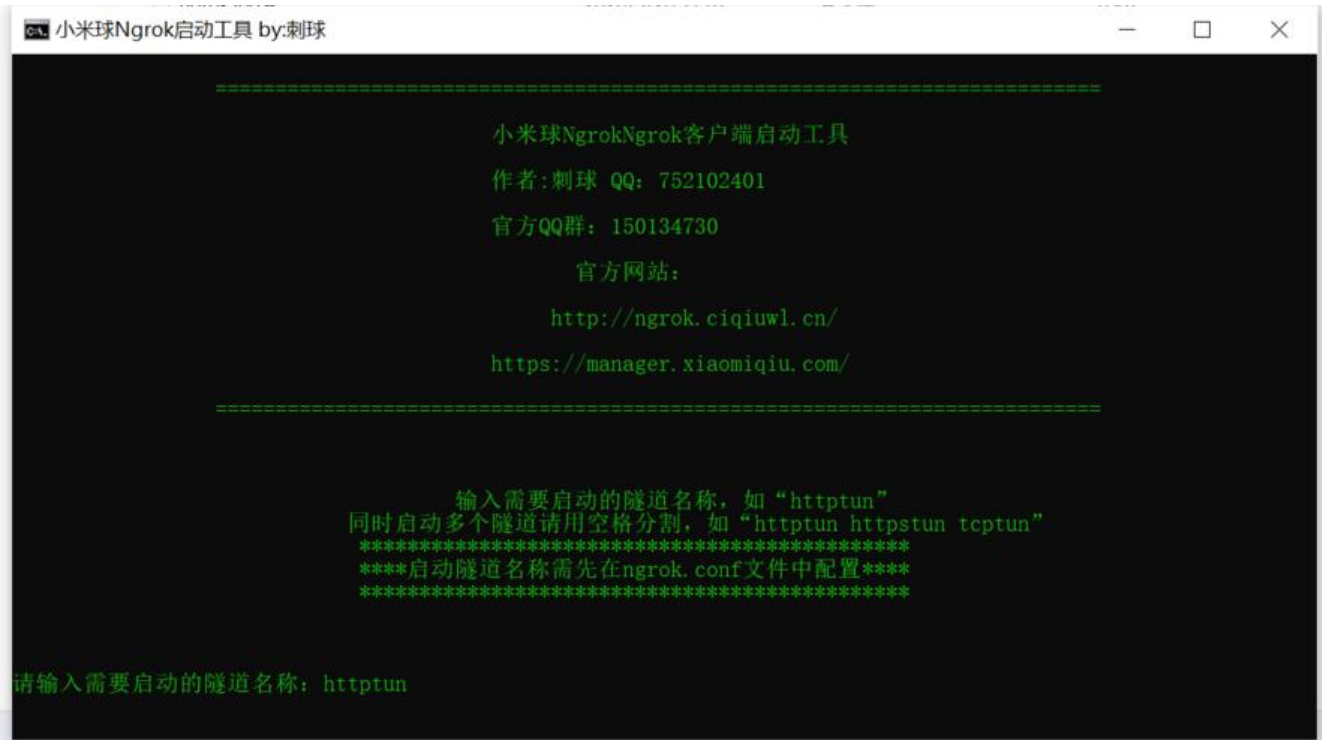 小米球Ngrok启动工具 by:刺球
==========================================================================
小米球NgrokNgrok客户端启动工具
作者:刺球 QQ：752102401
官方QQ群：150134730
官方网站：
http://ngrok.ciqiuwl.cn/
https://manager.xiaomiqiu.com/
==========================================================================
输入需要启动的隧道名称，如“httptun”
同时启动多个隧道请用空格分割，如“httptun httpstun tcptun”
**********************************************
****启动隧道名称需先在ngrok.conf文件中配置****
**********************************************
请输入需要启动的隧道名称：httptun